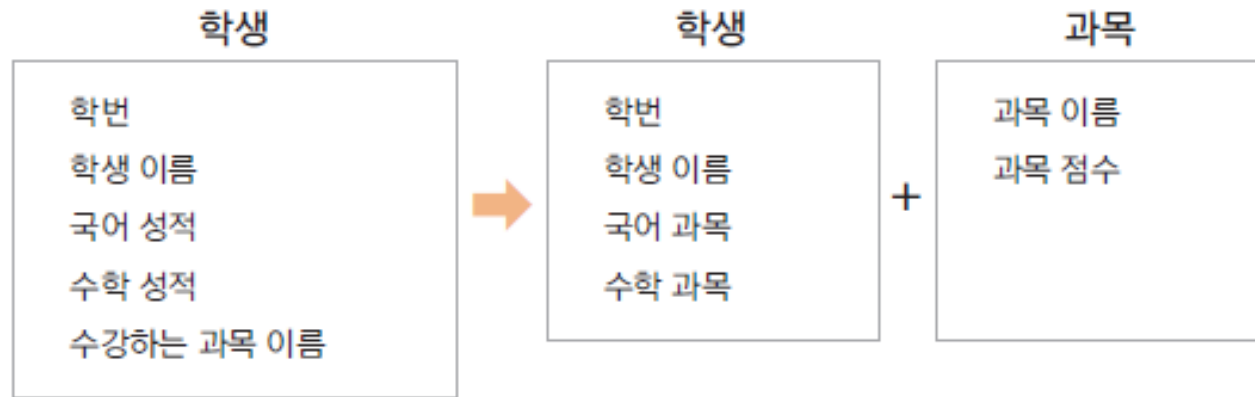 학생
학번
학생 이름
국어 성적
수학 성적
수강하는 과목 이름
학생
학번
학생 이름
국어 과목
수학 과목
+
과목
과목 이름
과목 점수